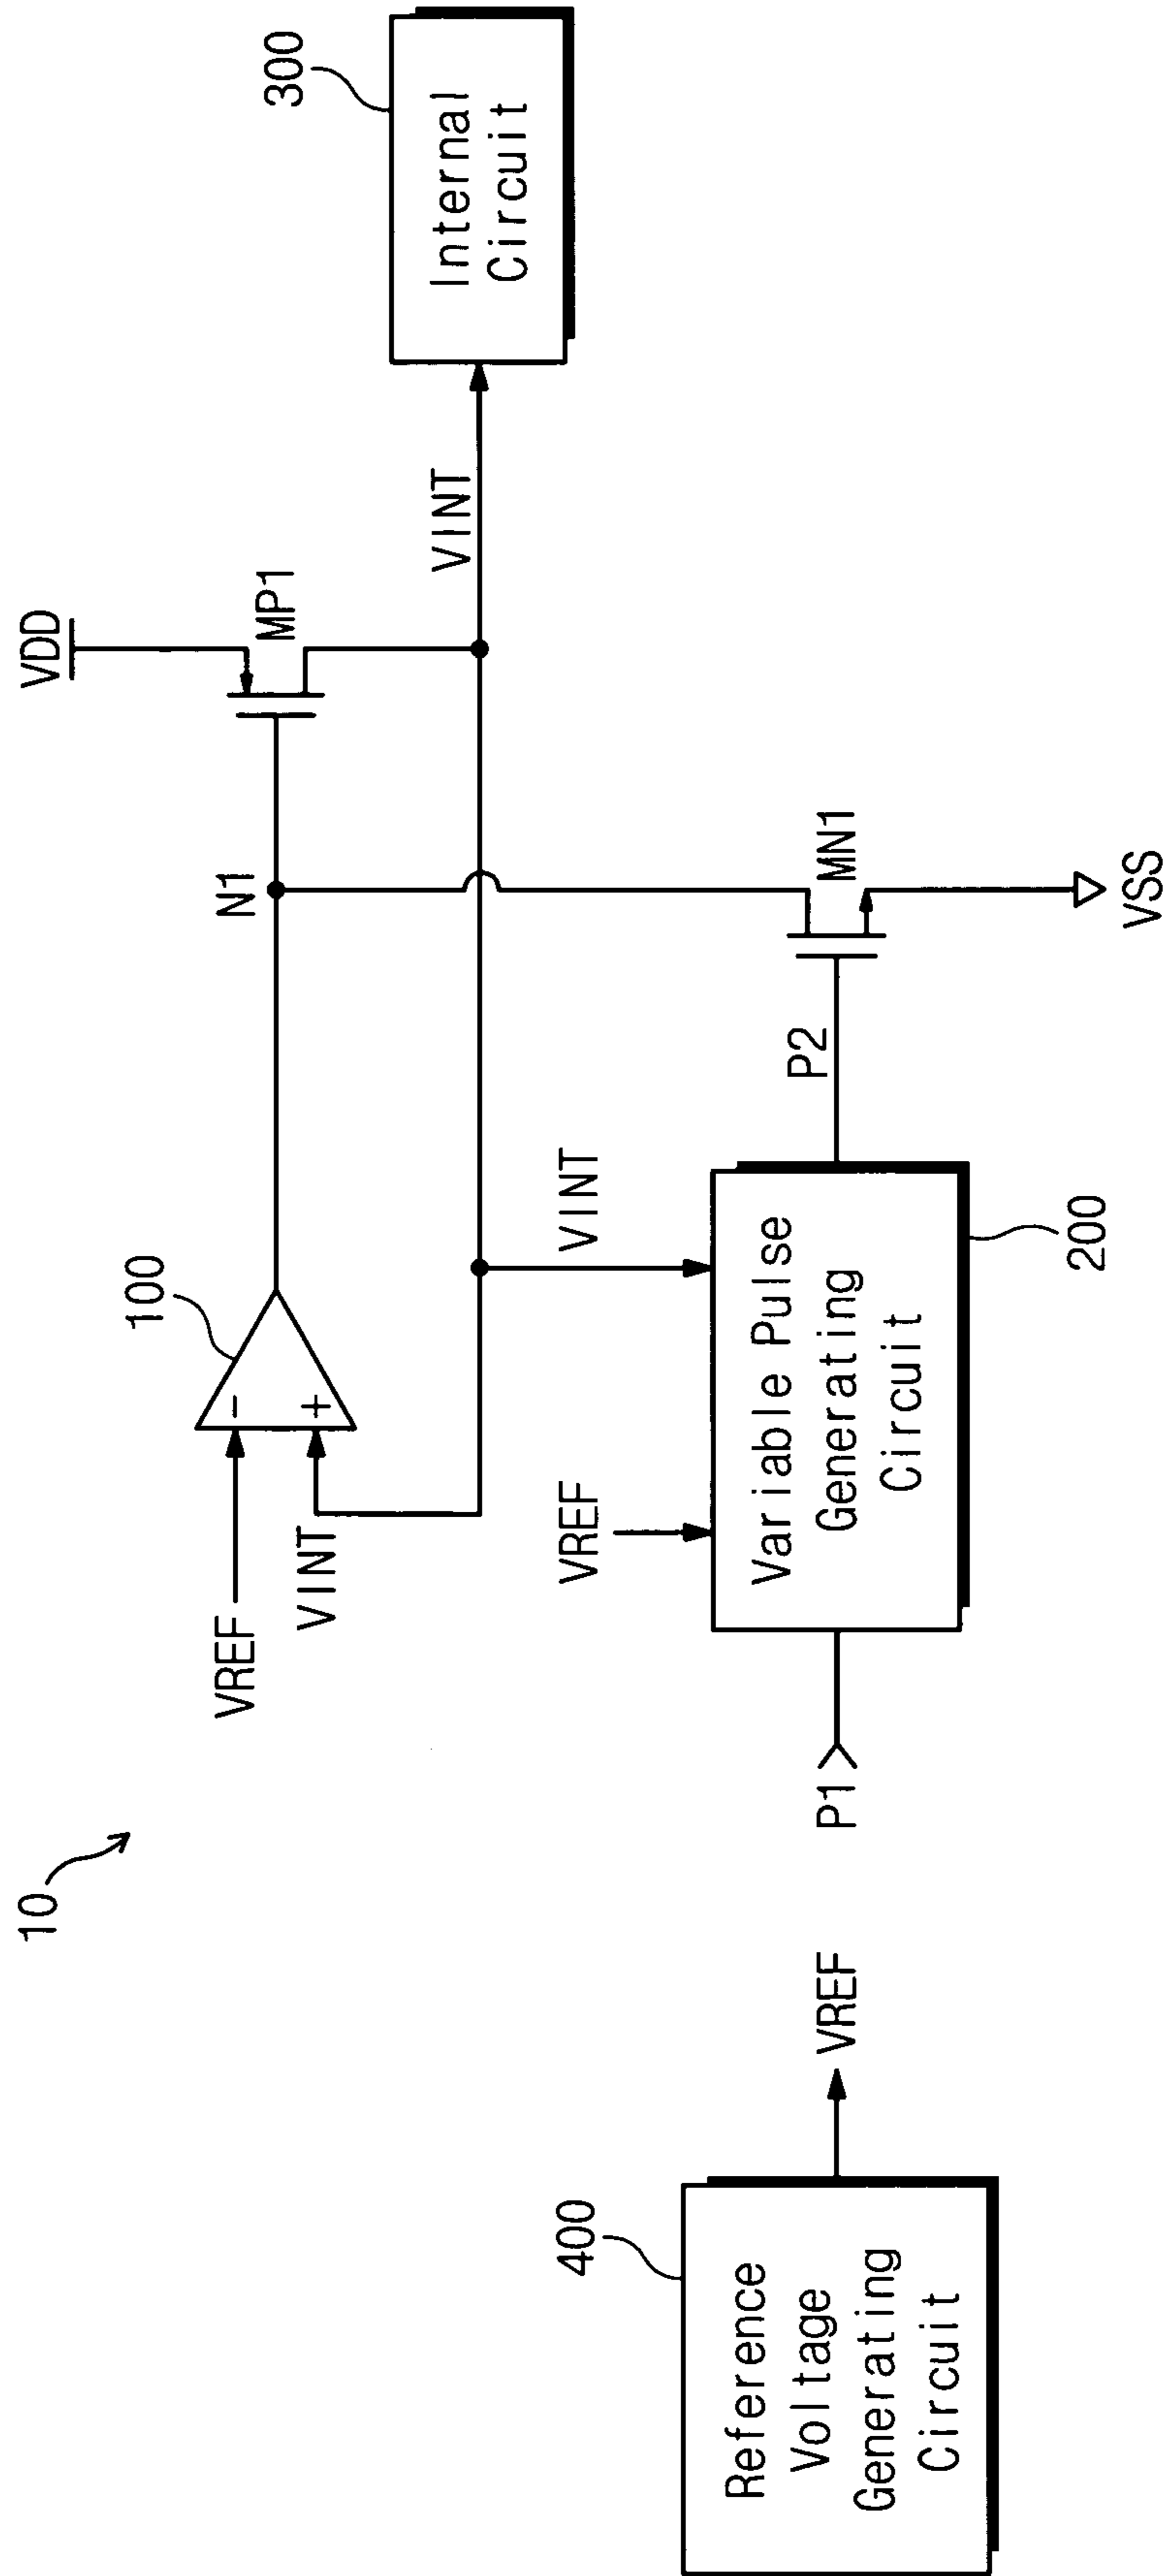 10
VDD
MP1
300
Internal
Circuit
VINT
N1
100
-
+
VREF
VINT
VINT
VREF
Variable Pulse
Generating
Circuit
200
P1
P2
MN1
VSS
400
Reference
Voltage
Generating
Circuit
VREF